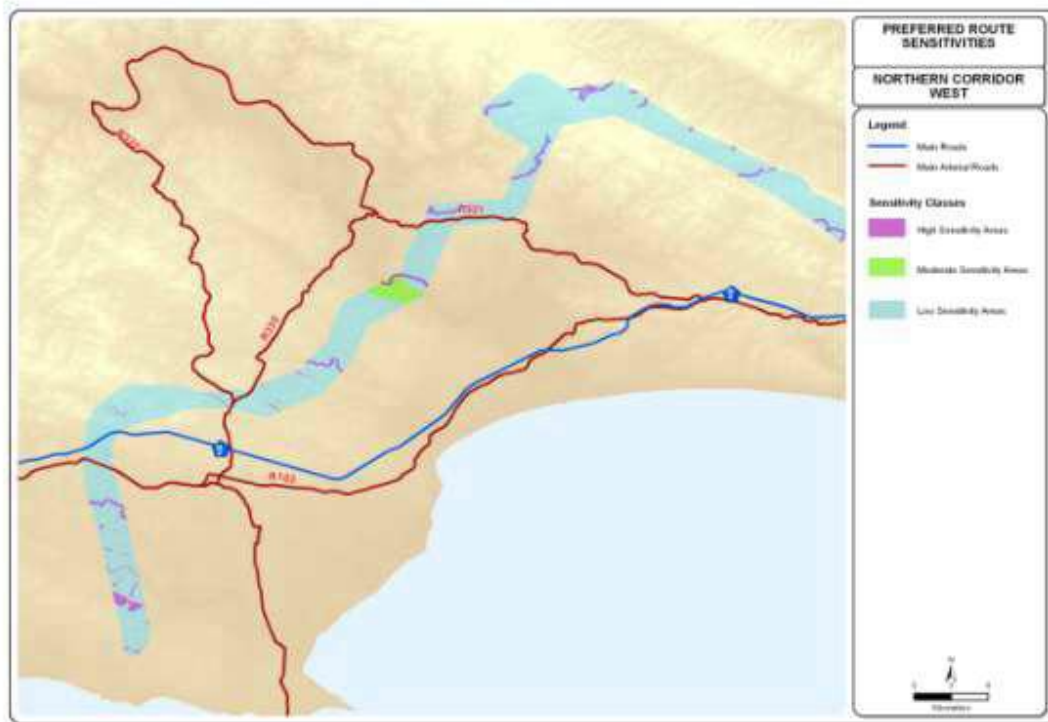 PREFERRED ROUTE
SENSITIVITIES
NORTHERN CORRIDOR
WEST
Legend
Main Roads
Main Arterial Roads
Sensitivity Classes
High Sensitivity Areas
Moderate Sensitivity Areas
Low Sensitivity Areas
R102
N
Kilometres